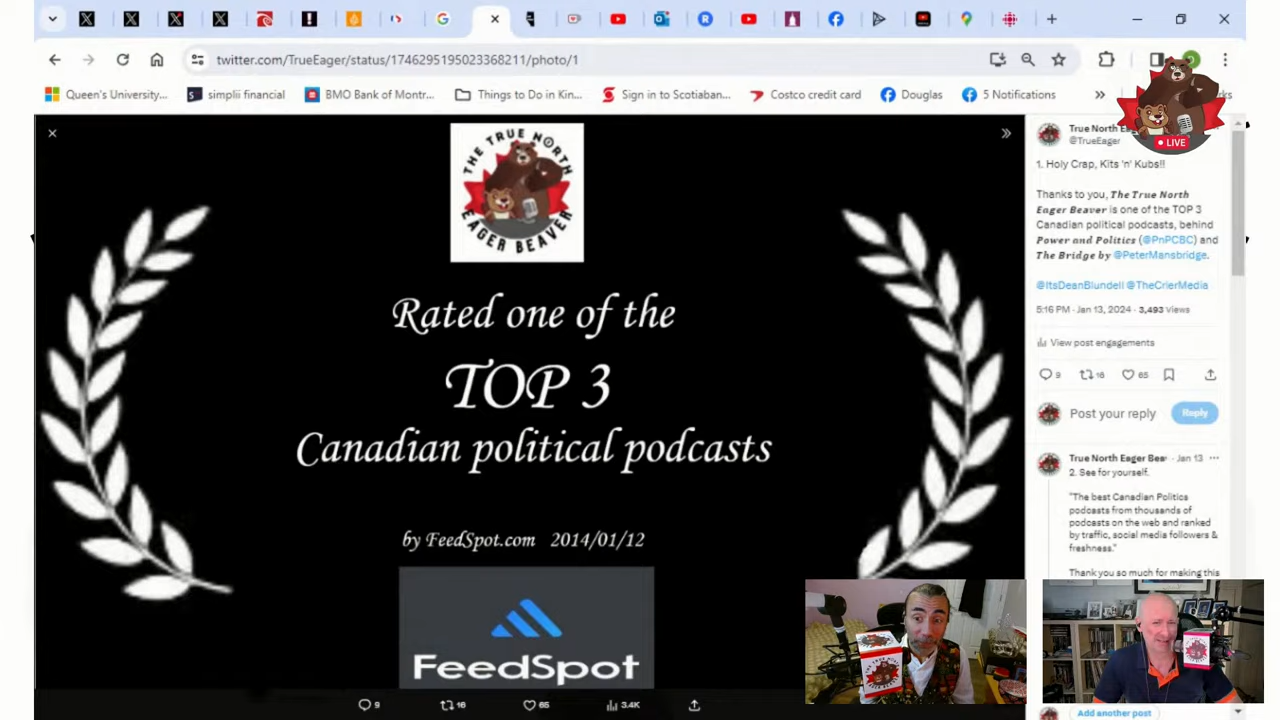 twitter.com/TrueEager/status/1746295195023368211/photo/1
Queen's University... simplii financial BMO Bank of Montr... Things to Do in Kin... Sign in to Scotiaban... Costco credit card Douglas 5 Notifications
LIVE
THE TRUE NORTH
EAGER BEAVER
Rated one of the
TOP 3
Canadian political podcasts
by FeedSpot.com 2014/01/12
FeedSpot
9 16 65 3.4K
True North Ea
@TrueEager
1. Holy Crap, Kits 'n' Kubs!!
Thanks to you, The True North
Eager Beaver is one of the TOP 3
Canadian political podcasts, behind
Power and Politics (@PnPCBC) and
The Bridge by @PeterMansbridge.
@ItsDeanBlundell @TheCrierMedia
5:16 PM · Jan 13, 2024 · 3,493 Views
View post engagements
9 16 65
Post your reply Reply
True North Eager Bea · Jan 13 ...
2. See for yourself.
"The best Canadian Politics
podcasts from thousands of
podcasts on the web and ranked
by traffic, social media followers &
freshness."
Thank you so much for making this
Add another post